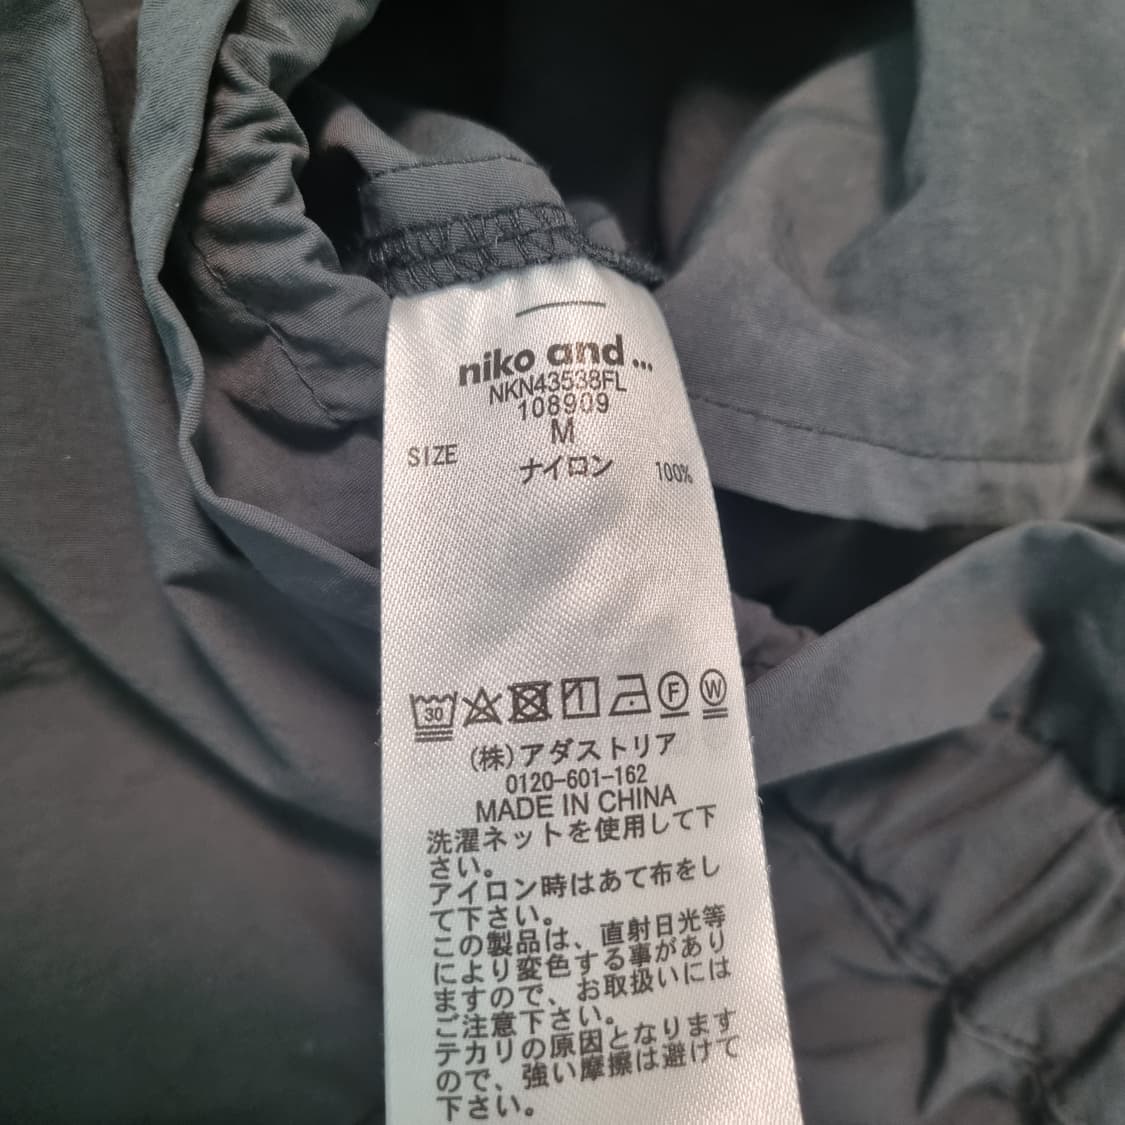 niko and ...
NKN43538FL
108909
SIZE M
ナイロン 100%
30
F W
(株)アダストリア
0120-601-162
MADE IN CHINA
洗濯ネットを使用して下
さい。
アイロン時はあて布をし
て下さい。
この製品は、直射日光等
により変色する事があり
ますので、お取扱いには
ご注意下さい。
テカリの原因となります
ので、強い摩擦は避けて
下さい。